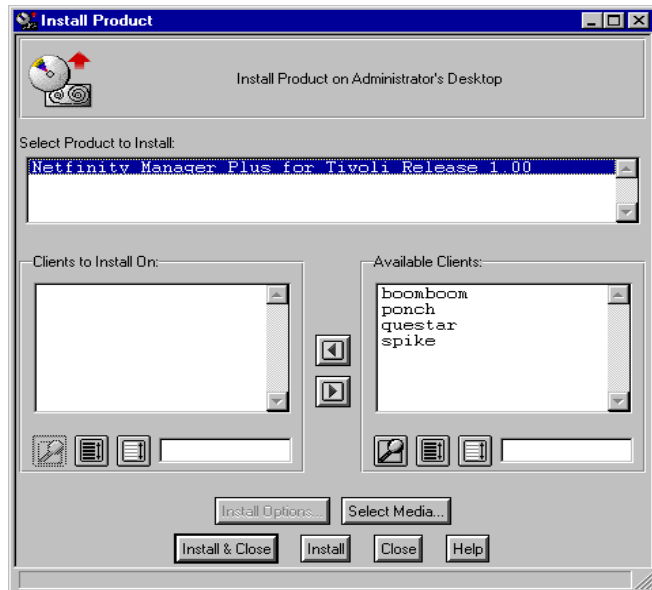 Install Product
Install Product on Administrator's Desktop
Select Product to Install:
Netfinity Manager Plus for Tivoli Release 1.00
Clients to Install On:
Available Clients:
boomboom
ponch
questar
spike
Install Options...
Select Media...
Install & Close
Install
Close
Help